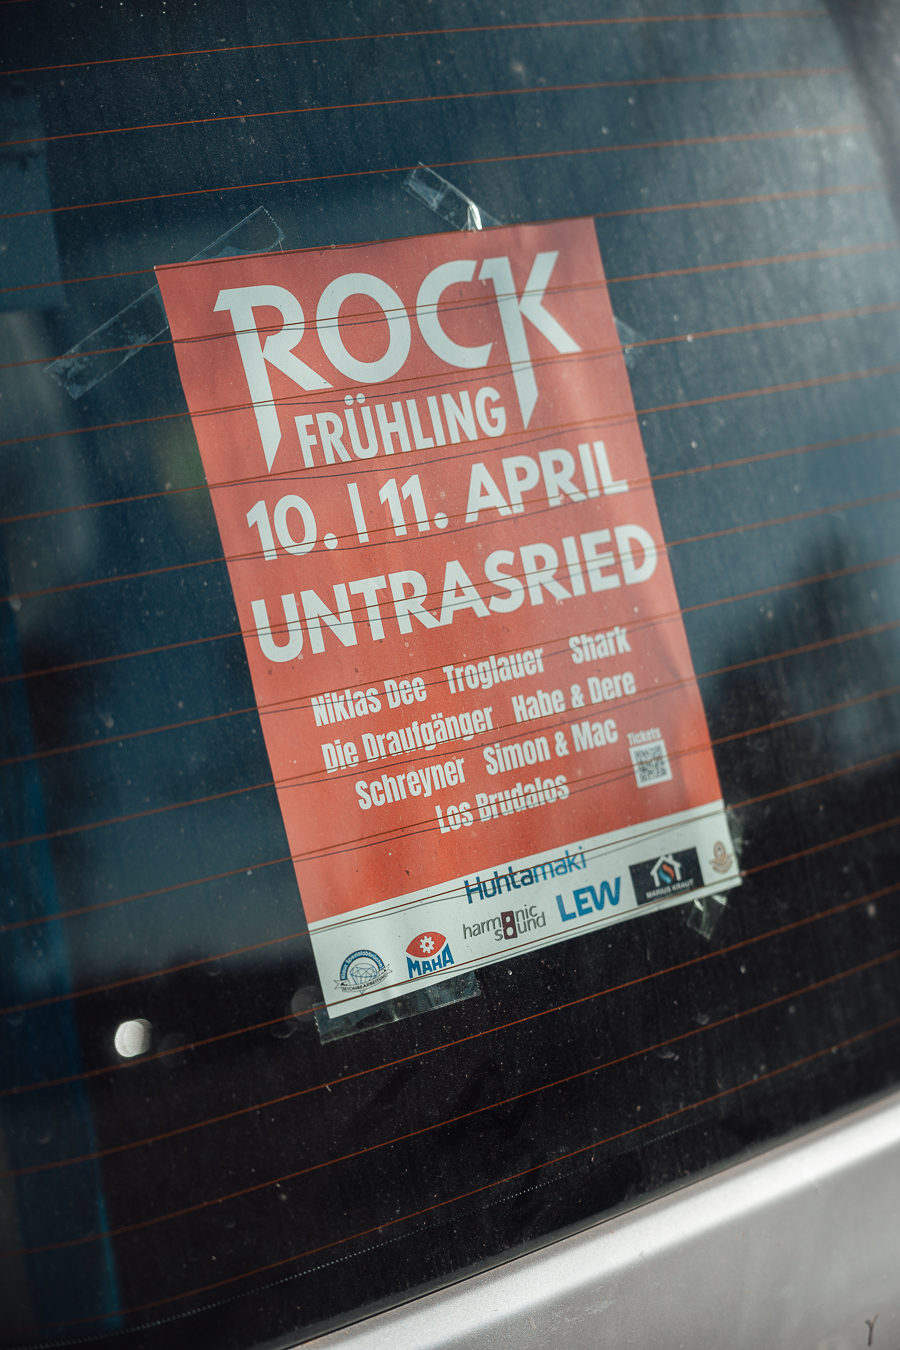 ROCK
FRÜHLING
10. | 11. APRIL
UNTRASRIED
Niklas Dee Troglauer Shark
Die Draufgänger Habe & Dere
Schreyner Simon & Mac
Los Brudalos
Tickets
Huhtamaki
harmonic
sound
LEW
MARIUS KRAUT
MAHA